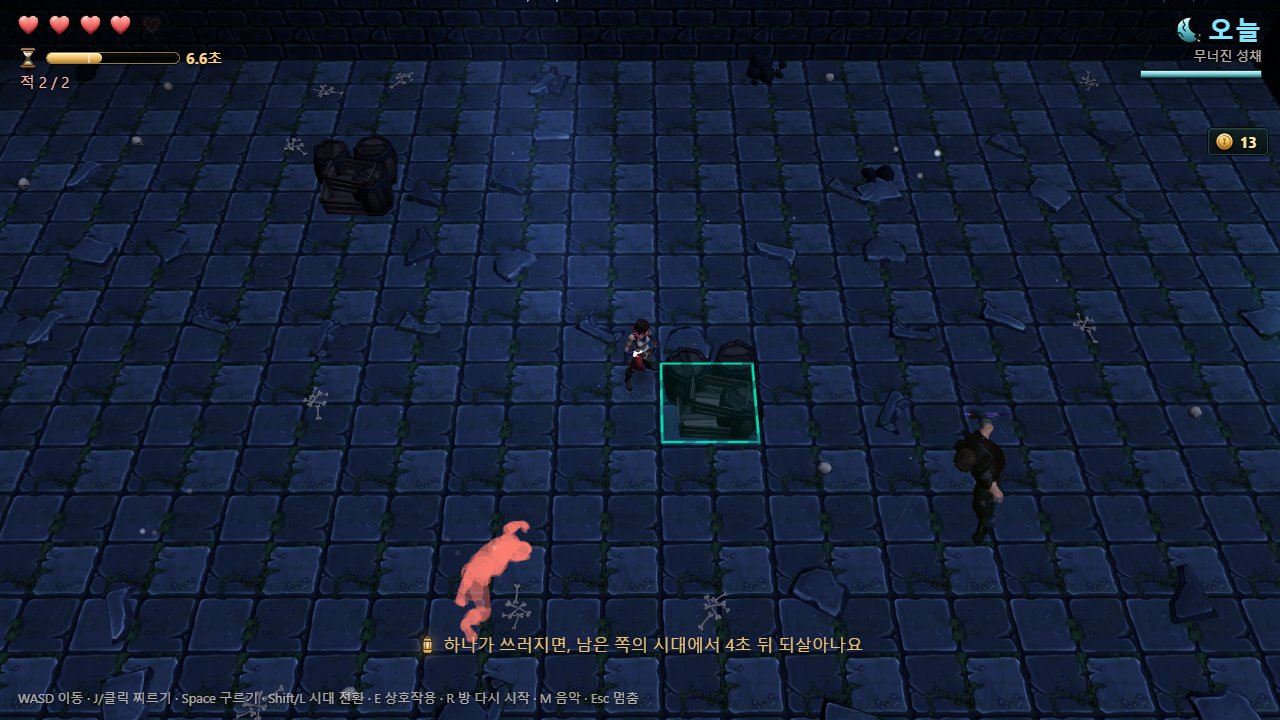 6.6초
적 2 / 2
오늘
무너진 성채
13
하나가 쓰러지면, 남은 쪽의 시대에서 4초 뒤 되살아나요
WASD 이동 · J/클릭 찌르기 · Space 구르기 · Shift/L 시대 전환 · E 상호작용 · R 방 다시 시작 · M 음악 · Esc 멈춤